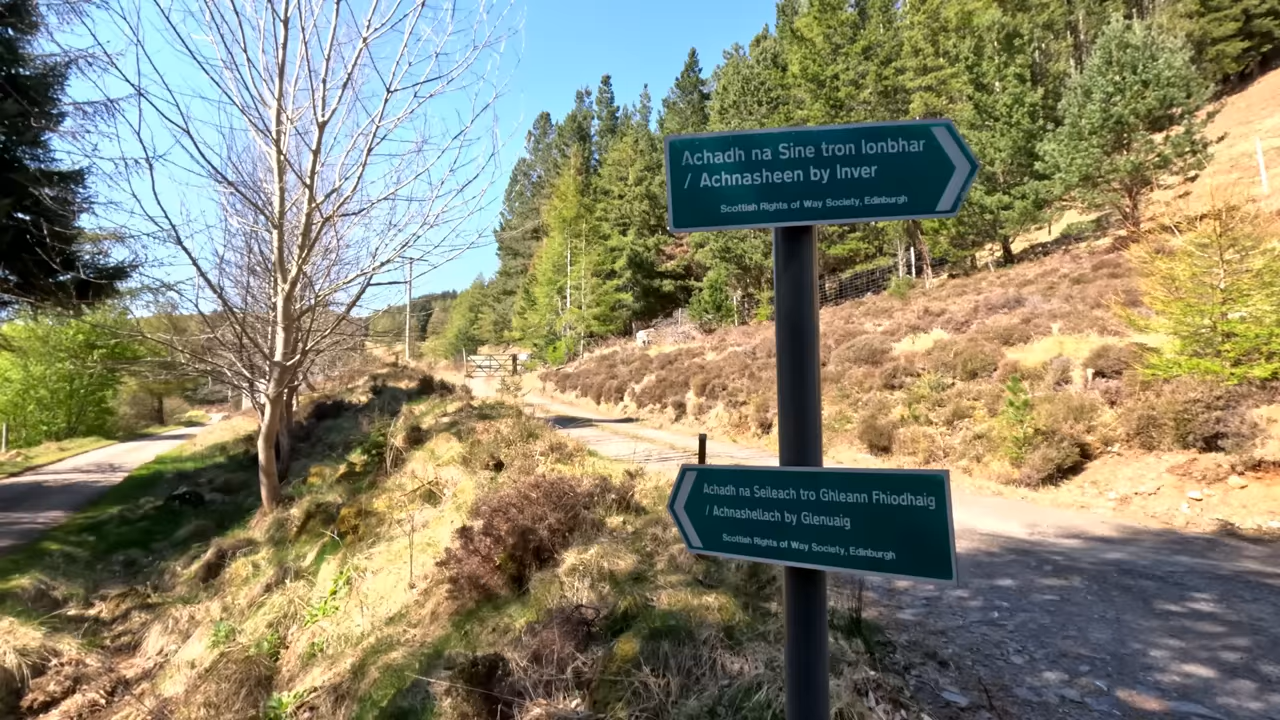 Achadh na Sine tron Ionbhar
/ Achnasheen by Inver
Scottish Rights of Way Society, Edinburgh
Achadh na Seileach tro Ghleann Fhiodhaig
/ Achnashellach by Glenuaig
Scottish Rights of Way Society, Edinburgh